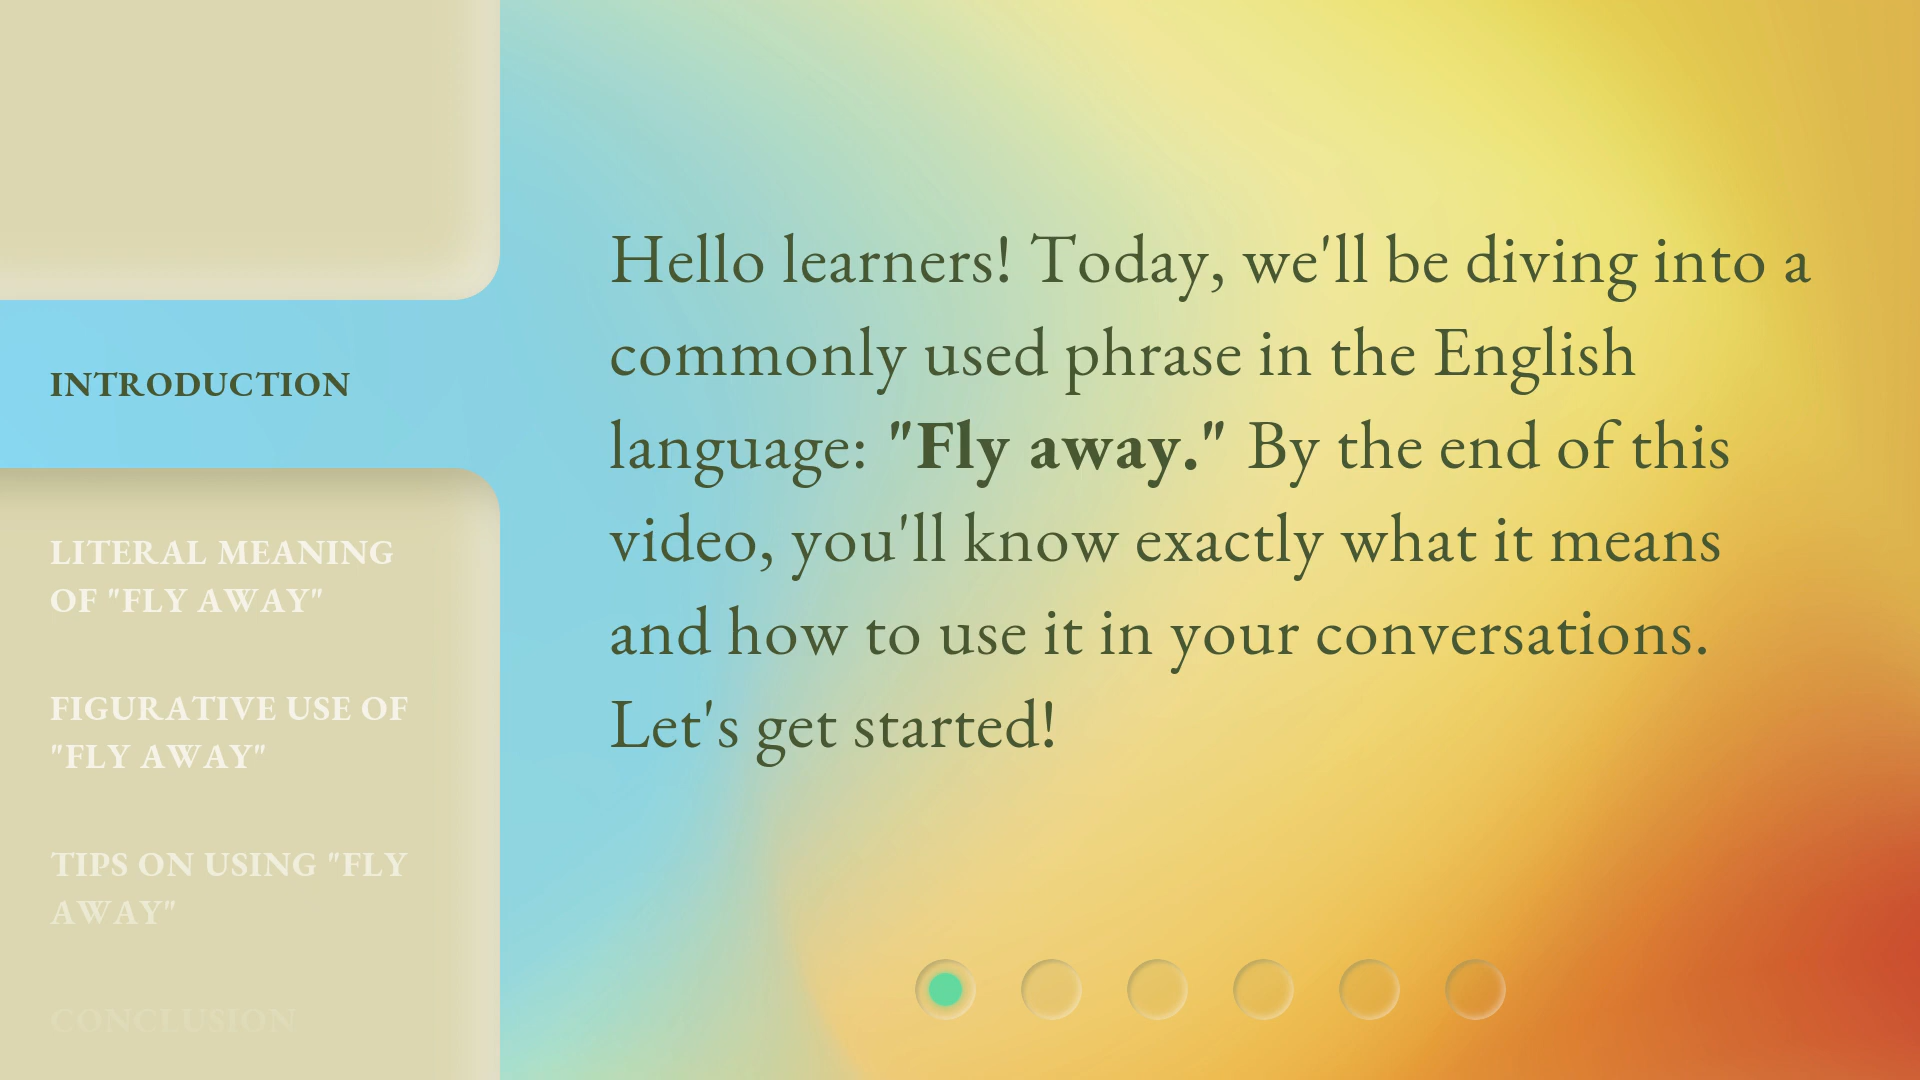 INTRODUCTION
LITERAL MEANING
OF "FLY AWAY"
FIGURATIVE USE OF
"FLY AWAY"
TIPS ON USING "FLY
AWAY"
CONCLUSION
Hello learners! Today, we'll be diving into a
commonly used phrase in the English
language: "Fly away." By the end of this
video, you'll know exactly what it means
and how to use it in your conversations.
Let's get started!